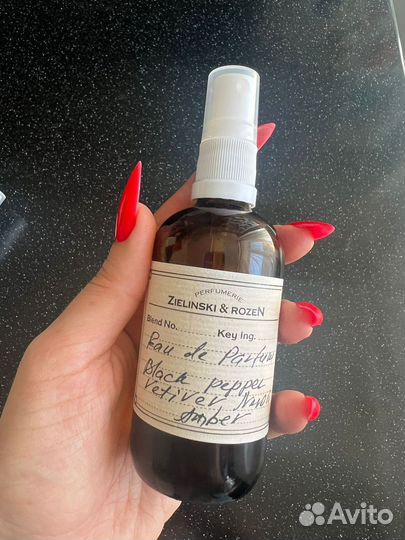 PERFUMERIE
ZIELINSKI & ROZEN
Blend No. Key Ing.
Eau de Parfum
Black pepper
vetiver
Amber
Avito